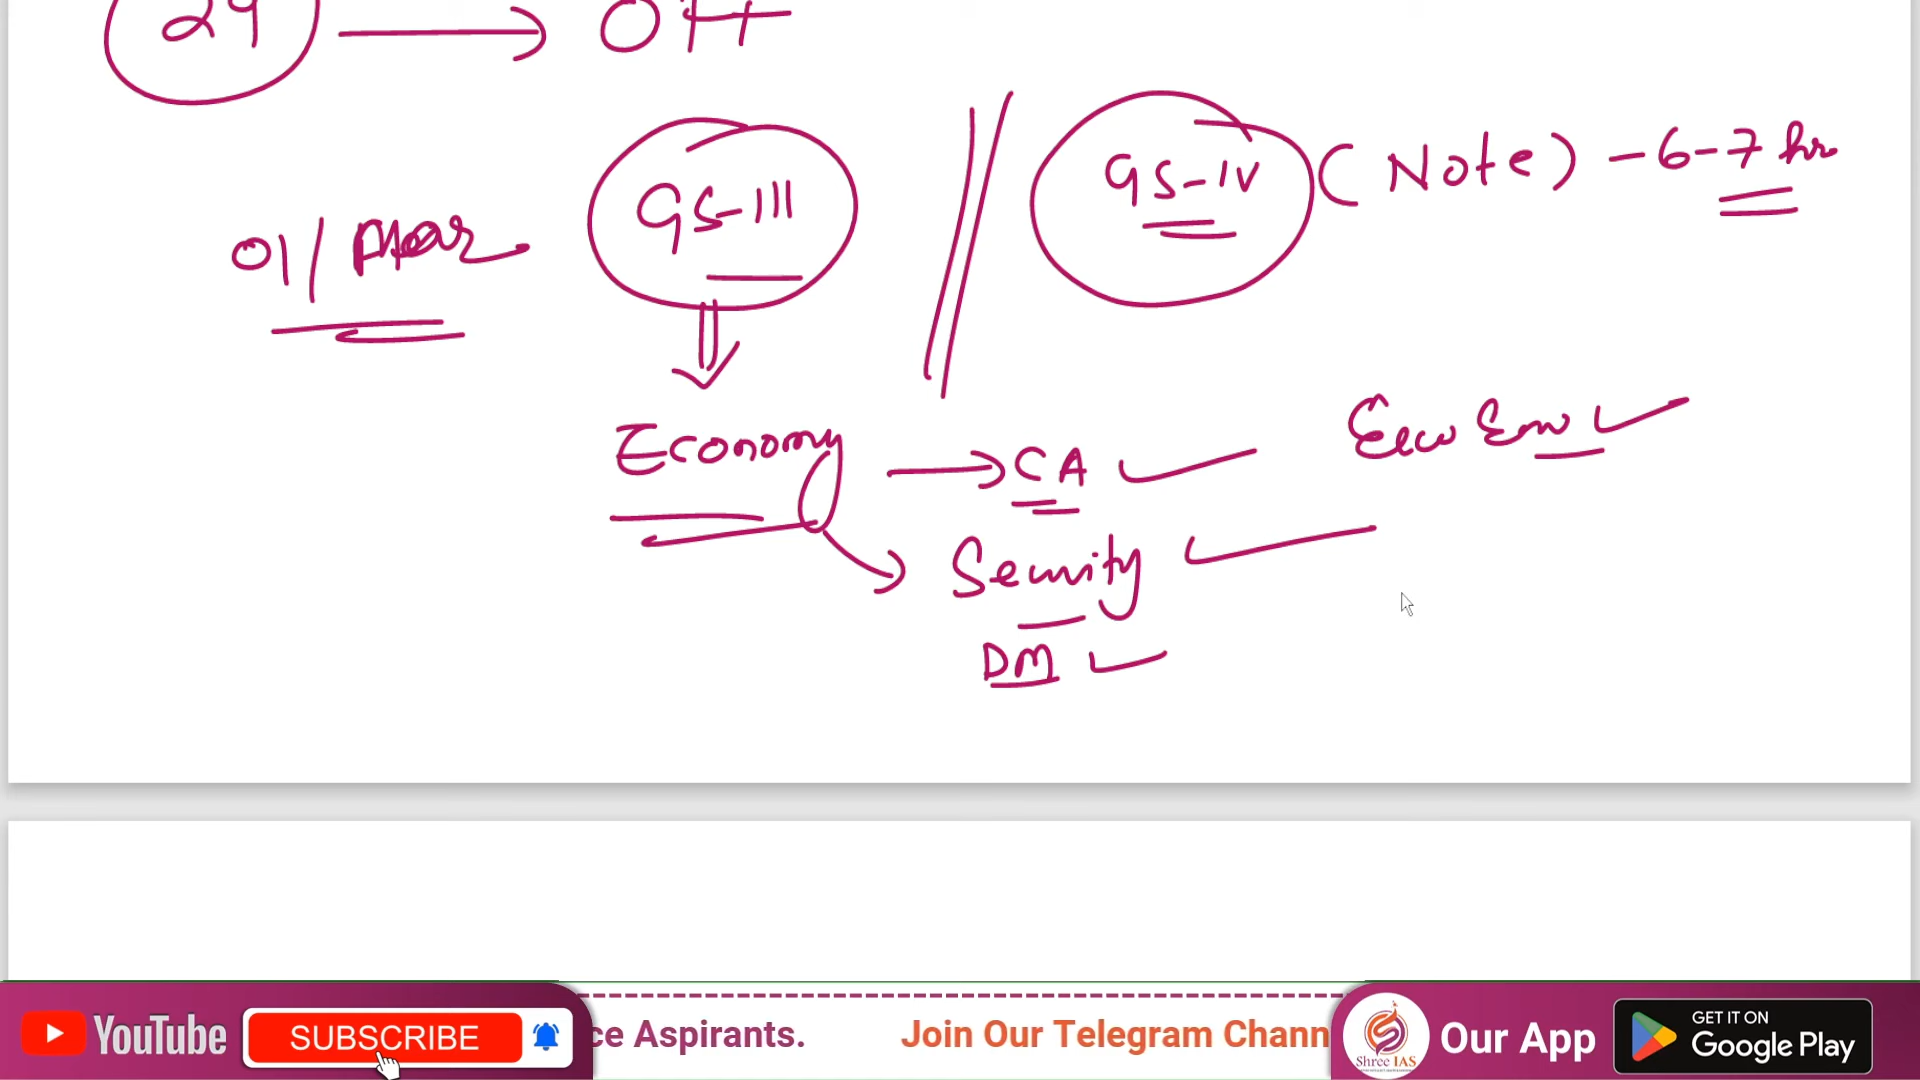 29 → Off
GS-III // GS-IV (Note) - 6-7 hr
01/Mar
Economy → CA ✓
Eco Env ✓
→ Security ✓
DM ✓
YouTube SUBSCRIBE
ce Aspirants. Join Our Telegram Chann
Shree IAS
Our App
GET IT ON
Google Play